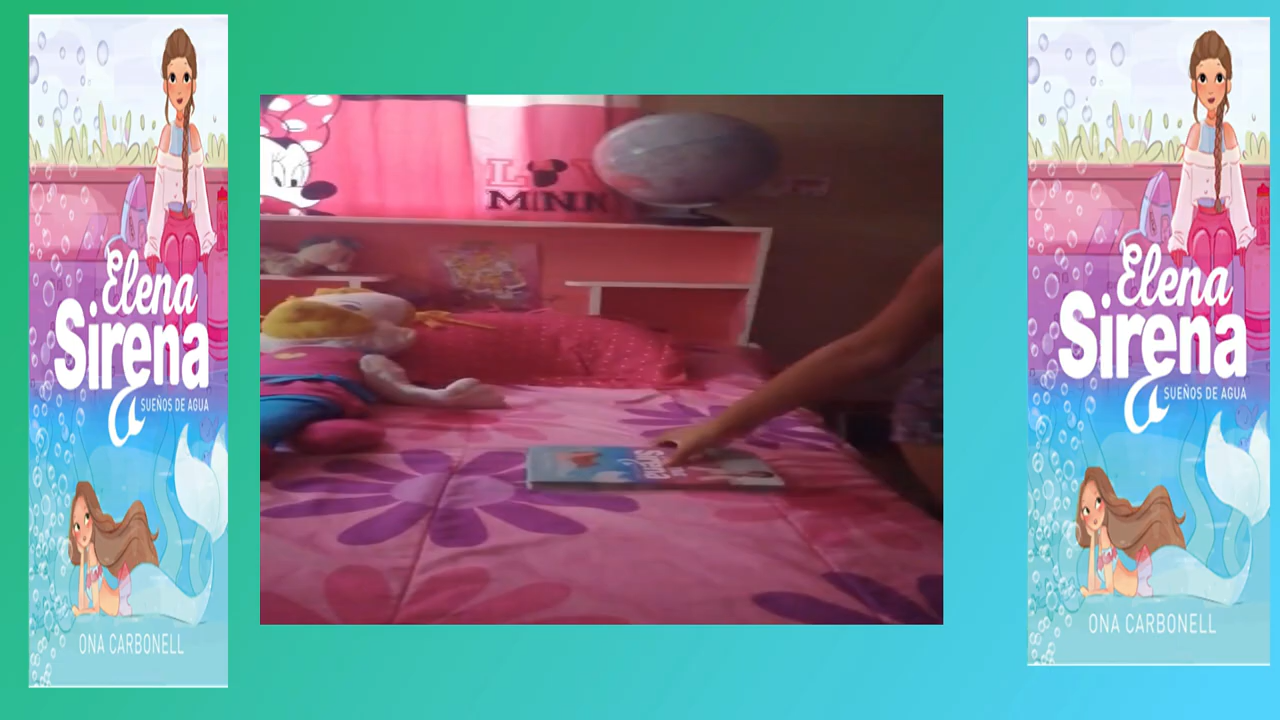 Elena
Sirena
SUEÑOS DE AGUA
ONA CARBONELL
MINN
Sirena
Elena
Sirena
SUEÑOS DE AGUA
ONA CARBONELL